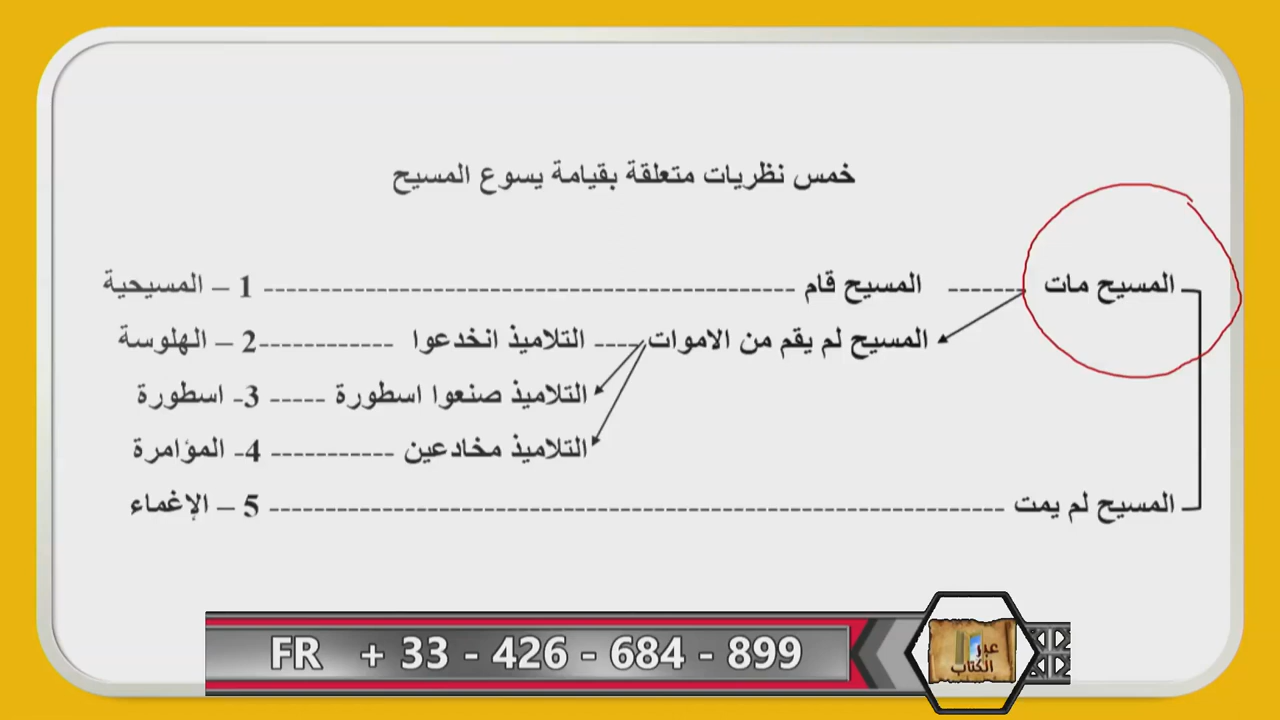 خمس نظريات متعلقة بقيامة يسوع المسيح
المسيح مات ------- المسيح قام ------------------------------------------------ 1 – المسيحية
المسيح لم يقم من الاموات ----- التلاميذ انخدعوا ------------2 – الهلوسة
التلاميذ صنعوا اسطورة ----- 3- اسطورة
التلاميذ مخادعين ----------- 4- المؤامرة
المسيح لم يمت ------------------------------------------------------------------ 5 – الإغماء
FR + 33 - 426 - 684 - 899
عبر
الكتاب